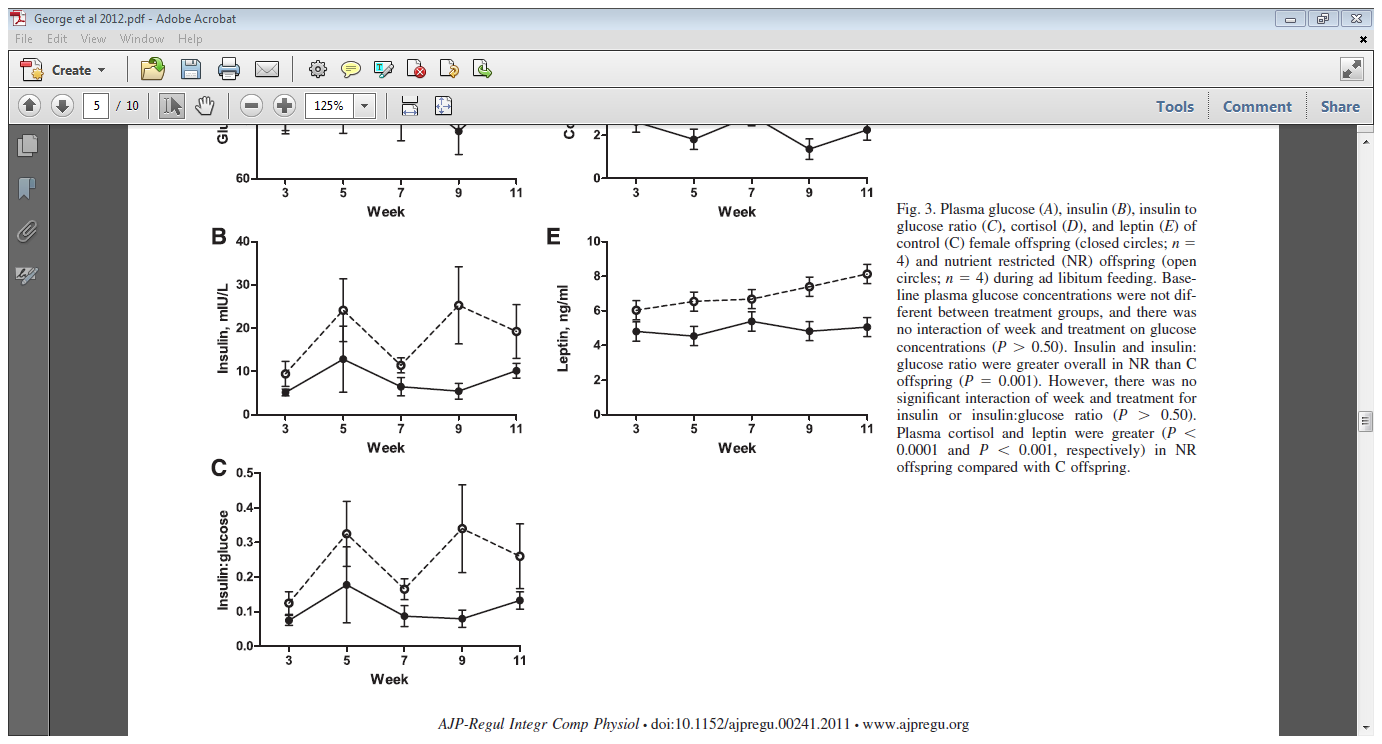 George et al 2012.pdf - Adobe Acrobat
File Edit View Window Help
Create
5 / 10
125%
Tools Comment Share
60
3 5 7 9 11
Week
2
0
3 5 7 9 11
Week
B
40
30
20
10
0
Insulin, mIU/L
3 5 7 9 11
Week
E
10
8
6
4
2
0
Leptin, ng/ml
3 5 7 9 11
Week
C
0.5
0.4
0.3
0.2
0.1
0.0
Insulin:glucose
3 5 7 9 11
Week
Fig. 3. Plasma glucose (A), insulin (B), insulin to
glucose ratio (C), cortisol (D), and leptin (E) of
control (C) female offspring (closed circles; n =
4) and nutrient restricted (NR) offspring (open
circles; n = 4) during ad libitum feeding. Base-
line plasma glucose concentrations were not dif-
ferent between treatment groups, and there was
no interaction of week and treatment on glucose
concentrations (P > 0.50). Insulin and insulin:
glucose ratio were greater overall in NR than C
offspring (P = 0.001). However, there was no
significant interaction of week and treatment for
insulin or insulin:glucose ratio (P > 0.50).
Plasma cortisol and leptin were greater (P <
0.0001 and P < 0.001, respectively) in NR
offspring compared with C offspring.
AJP-Regul Integr Comp Physiol • doi:10.1152/ajpregu.00241.2011 • www.ajpregu.org